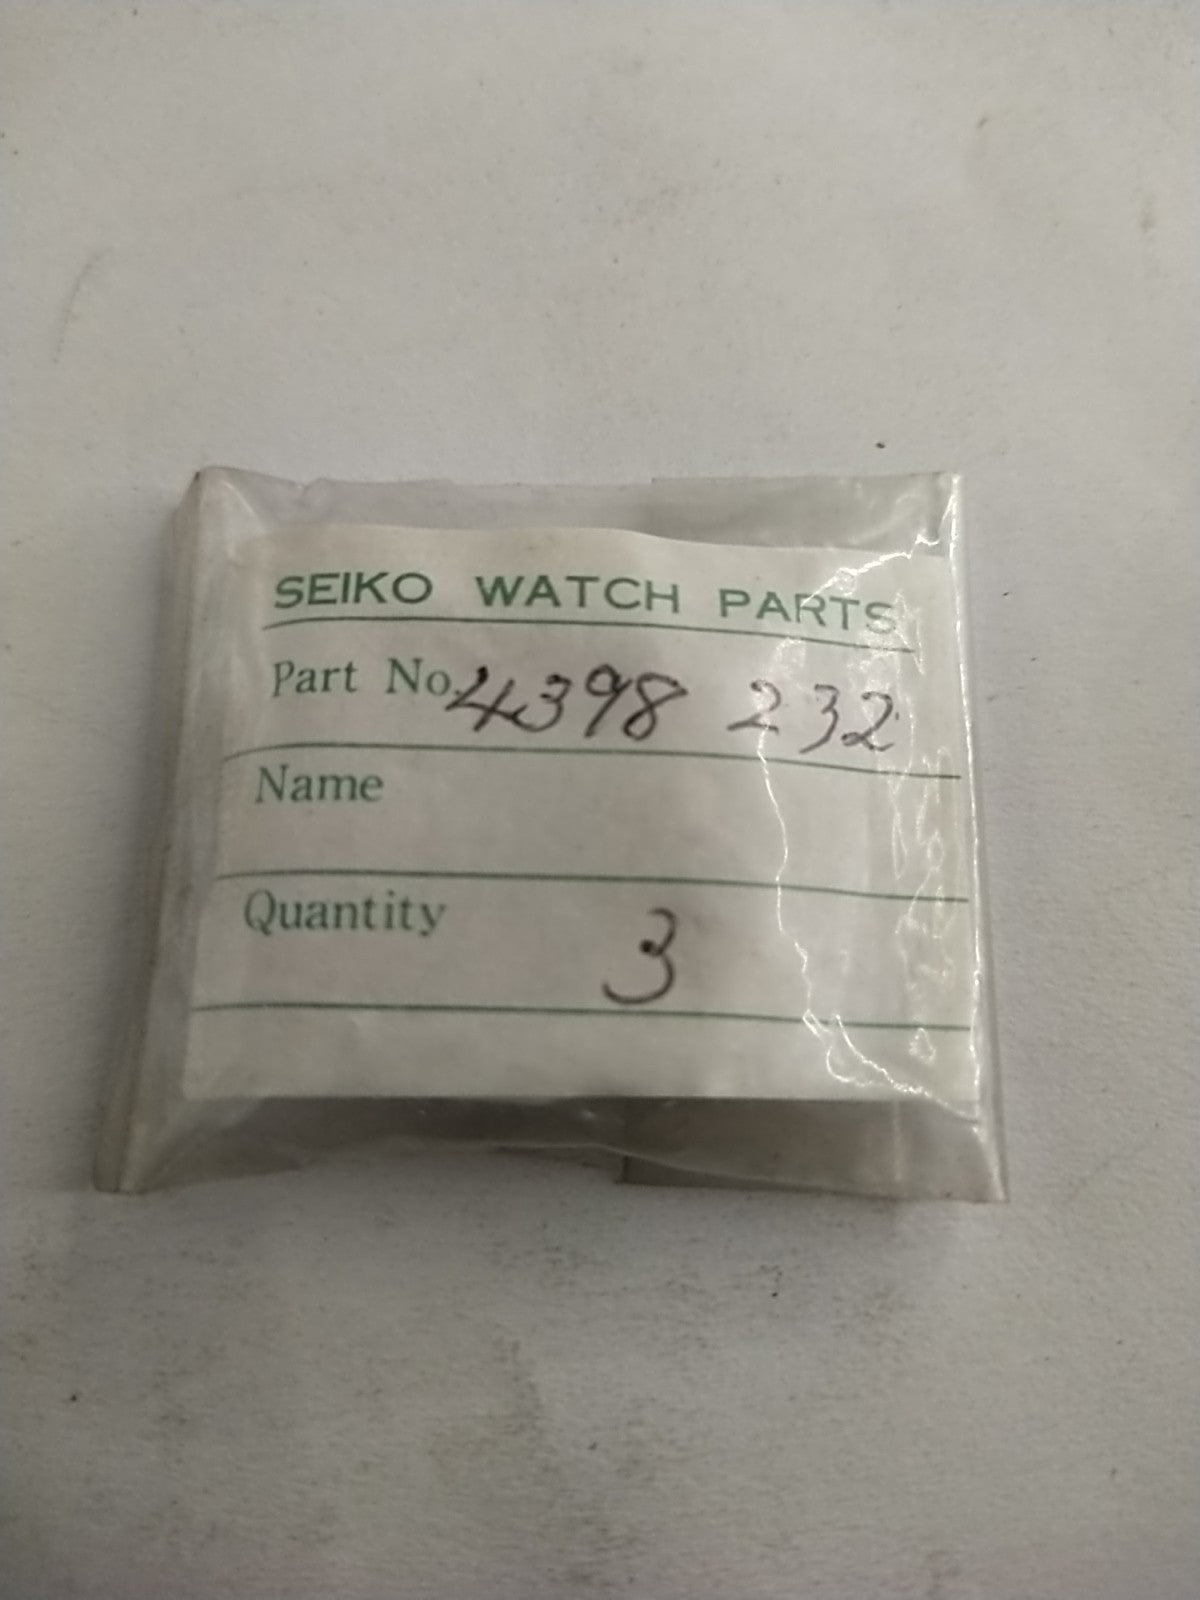 SEIKO WATCH PARTS
Part No. 4398 232
Name
Quantity 3